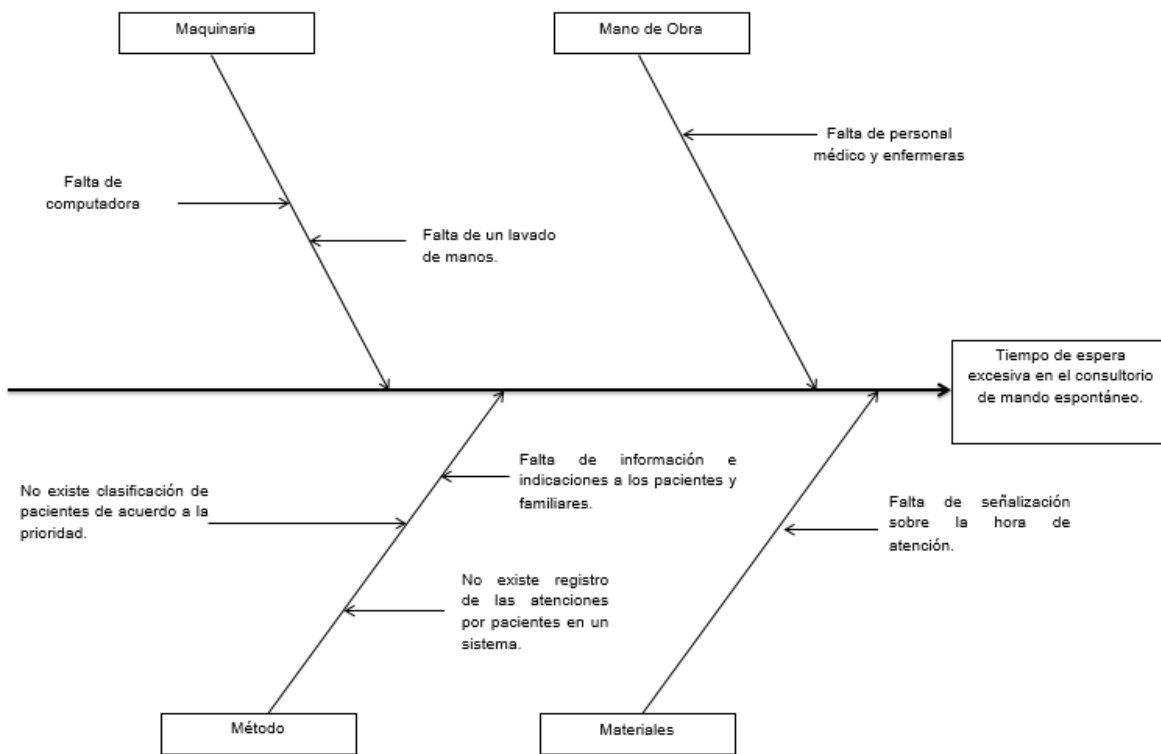 Maquinaria
Mano de Obra
Falta de personal
médico y enfermeras
Falta de
computadora
Falta de un lavado
de manos.
Tiempo de espera
excesiva en el consultorio
de mando espontáneo.
Falta de información e
indicaciones a los pacientes y
familiares.
No existe clasificación de
pacientes de acuerdo a la
prioridad.
Falta de señalización
sobre la hora de
atención.
No existe registro
de las atenciones
por pacientes en un
sistema.
Método
Materiales